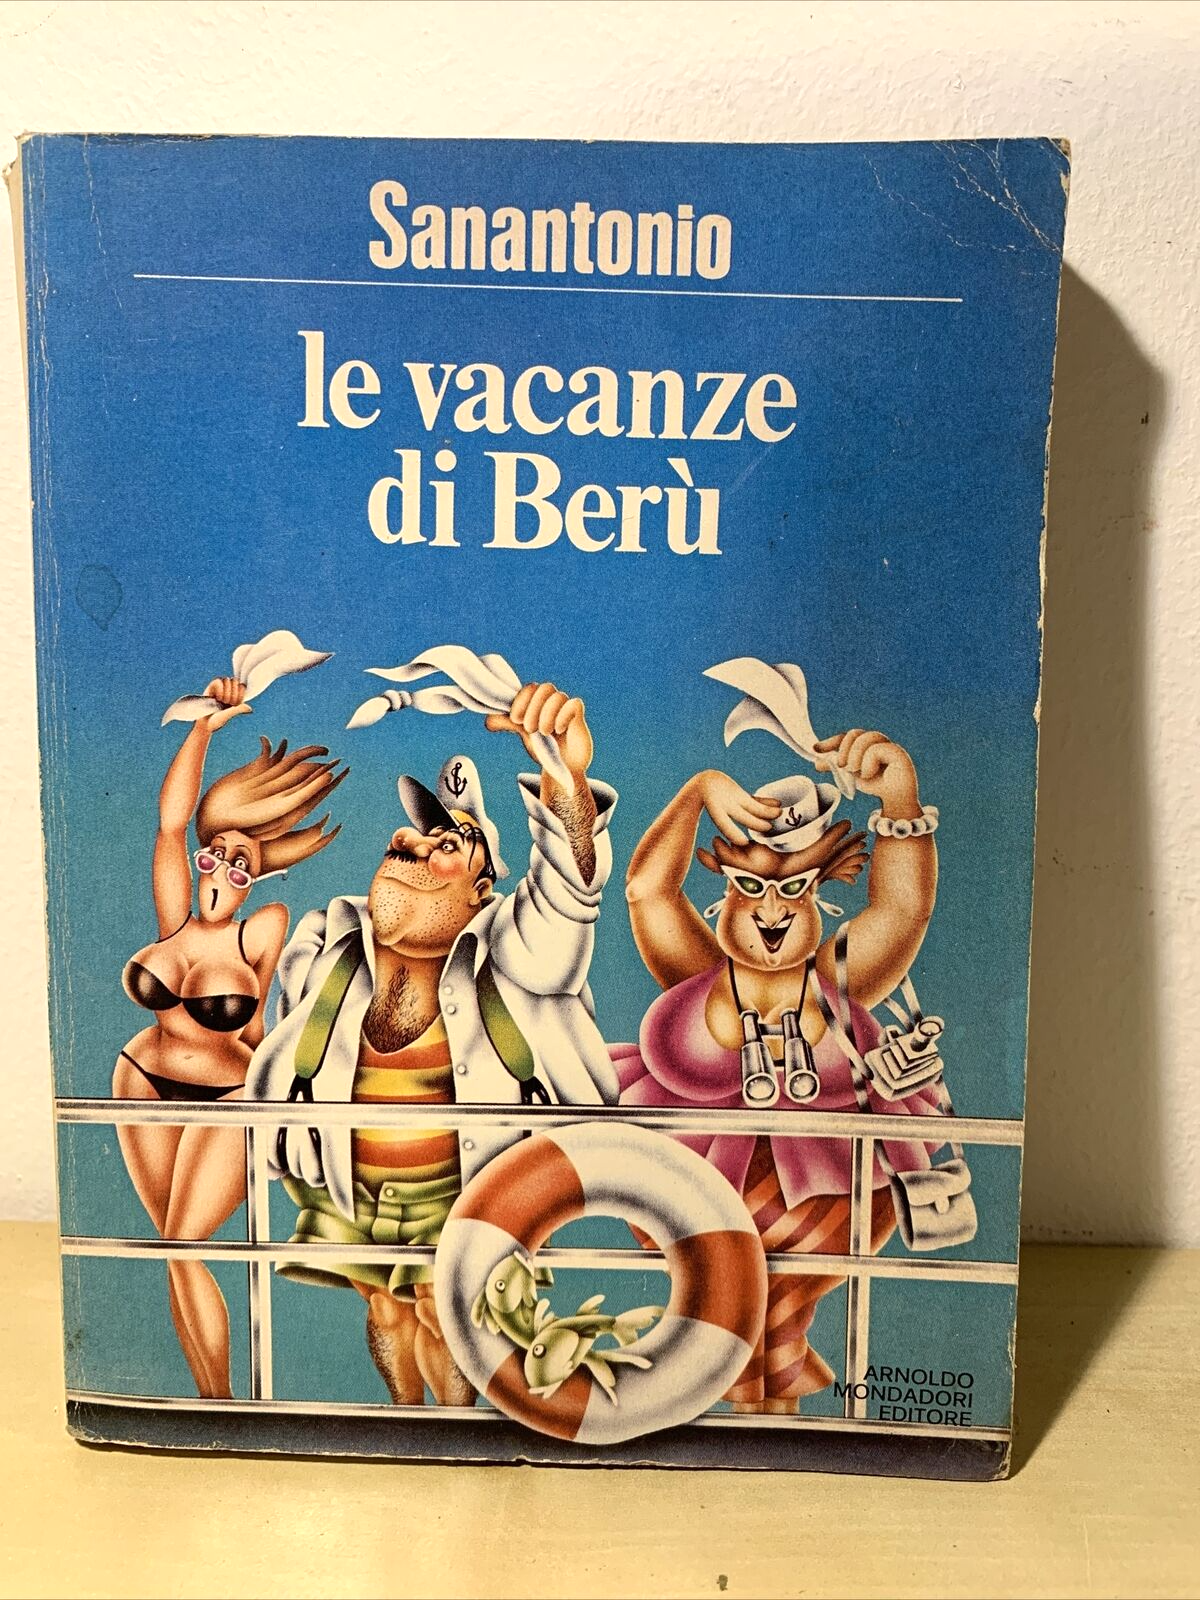 Sanantonio
le vacanze
di Berù
ARNOLDO
MONDADORI
EDITORE